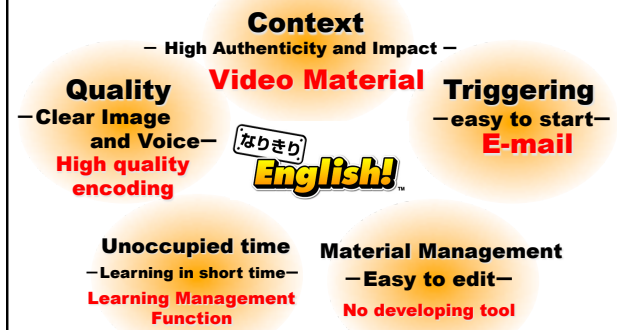 Context
— High Authenticity and Impact —
Video Material
Quality
—Clear Image
and Voice—
High quality
encoding
Triggering
—easy to start—
E-mail
なりきり
English!™
Unoccupied time
—Learning in short time—
Learning Management
Function
Material Management
—Easy to edit—
No developing tool